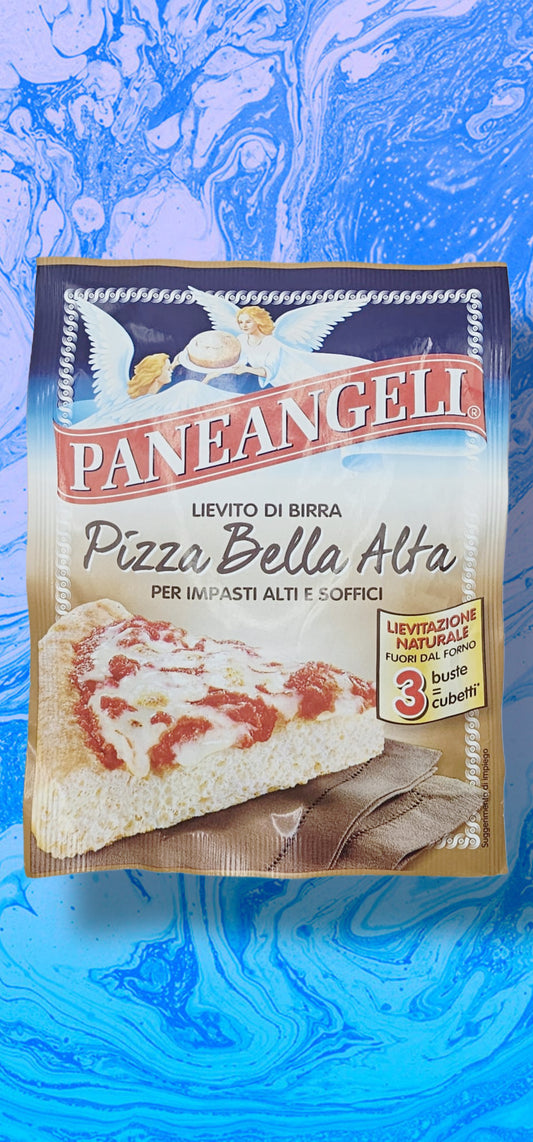 PANEANGELI®
LIEVITO DI BIRRA
Pizza Bella Alta
PER IMPASTI ALTI E SOFFICI
LIEVITAZIONE
NATURALE
FUORI DAL FORNO
3 buste
=
cubetti*
Suggerimento di impiego